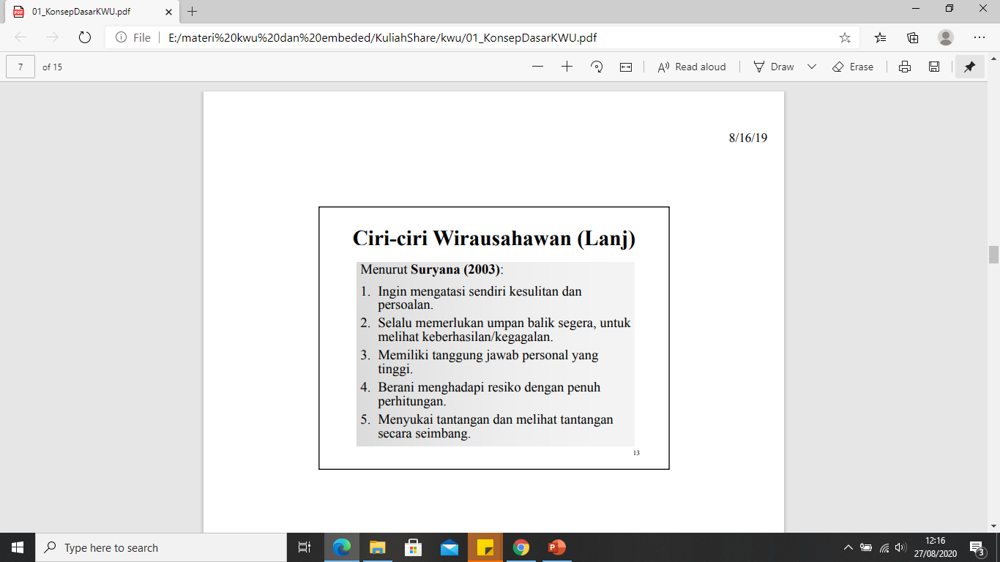 01_KonsepDasarKWU.pdf
File
E:/materi%20kwu%20dan%20embeded/KuliahShare/kwu/01_KonsepDasarKWU.pdf
7 of 15
Read aloud
Draw
Erase
8/16/19
Ciri-ciri Wirausahawan (Lanj)
Menurut Suryana (2003):
1. Ingin mengatasi sendiri kesulitan dan
persoalan.
2. Selalu memerlukan umpan balik segera, untuk
melihat keberhasilan/kegagalan.
3. Memiliki tanggung jawab personal yang
tinggi.
4. Berani menghadapi resiko dengan penuh
perhitungan.
5. Menyukai tantangan dan melihat tantangan
secara seimbang.
13
Type here to search
12:16
27/08/2020
3